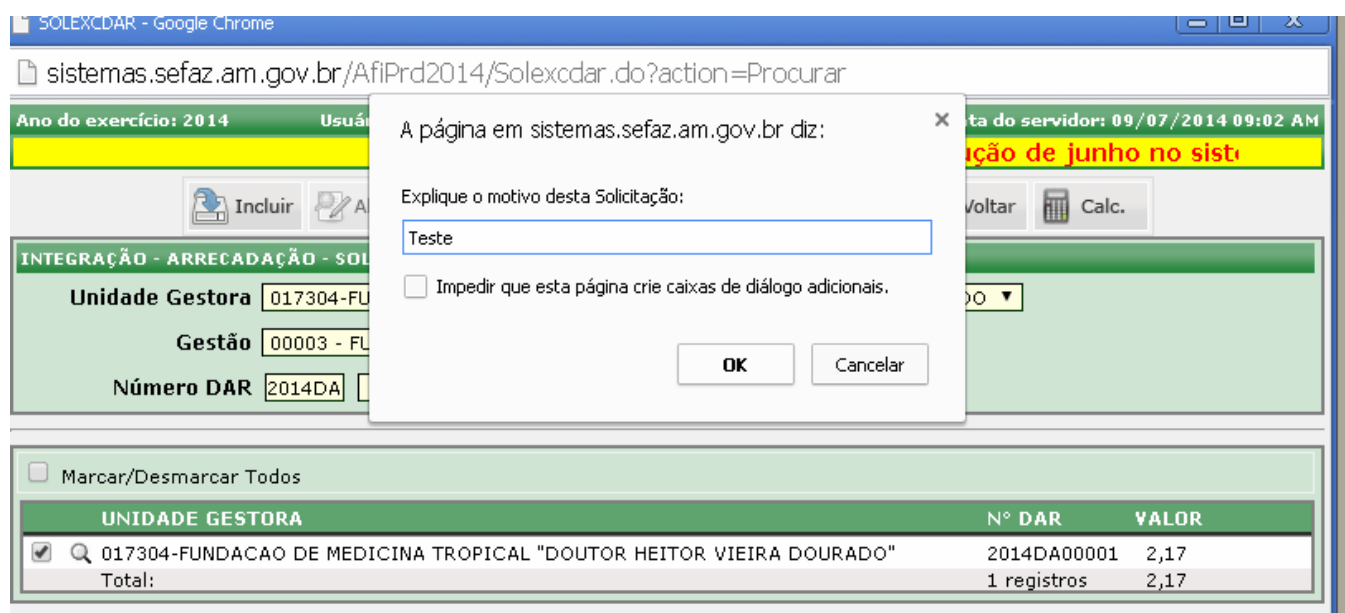 SOLEXCDAR - Google Chrome
sistemas.sefaz.am.gov.br/AfiPrd2014/Solexcdar.do?action=Procurar
Ano do exercício: 2014
A página em sistemas.sefaz.am.gov.br diz:
do servidor: 09/07/2014 09:02 AM
de junho no
Incluir
Explique o motivo desta Solicitação:
Voltar
Calc.
Teste
INTEGRAÇÃO - ARRECADAÇÃO -
Impedir que esta página crie caixas de diálogo adicionais.
Unidade Gestora 017304-FU
Gestão 00003 - FU
OK
Cancelar
Número DAR 2014DA
Marcar/Desmarcar Todos
UNIDADE GESTORA Nº DAR VALOR
017304-FUNDACAO DE MEDICINA TROPICAL "DOUTOR HEITOR VIEIRA DOURADO" 2014DA00001 2,17
Total: 1 registros 2,17